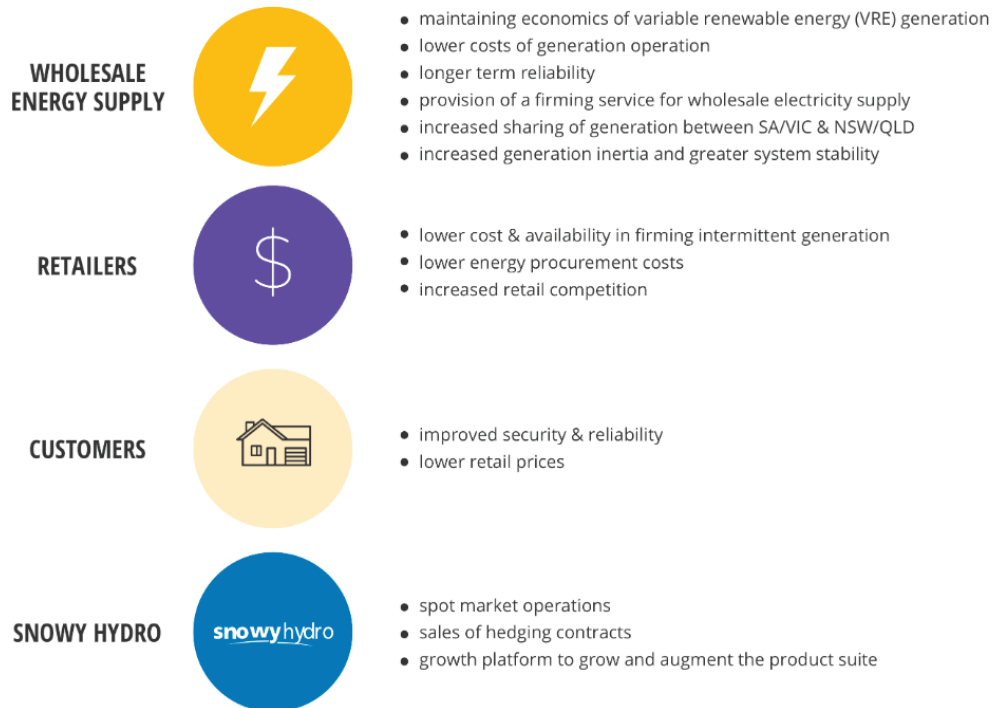 WHOLESALE
ENERGY SUPPLY
• maintaining economics of variable renewable energy (VRE) generation
• lower costs of generation operation
• longer term reliability
• provision of a firming service for wholesale electricity supply
• increased sharing of generation between SA/VIC & NSW/QLD
• increased generation inertia and greater system stability
RETAILERS
$
• lower cost & availability in firming intermittent generation
• lower energy procurement costs
• increased retail competition
CUSTOMERS
• improved security & reliability
• lower retail prices
SNOWY HYDRO
snowyhydro
• spot market operations
• sales of hedging contracts
• growth platform to grow and augment the product suite